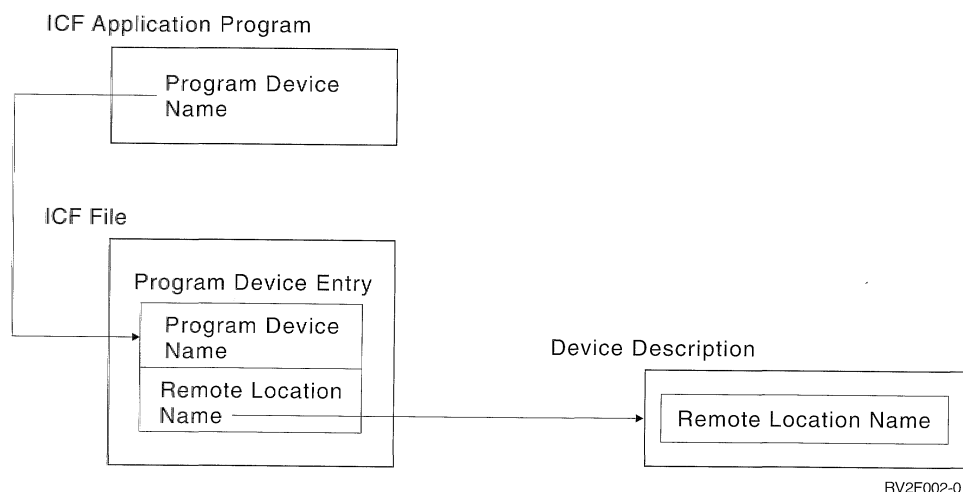 ICF Application Program
Program Device
Name
ICF File
Program Device Entry
Program Device
Name
Remote Location
Name
Device Description
Remote Location Name
RV2F002-0